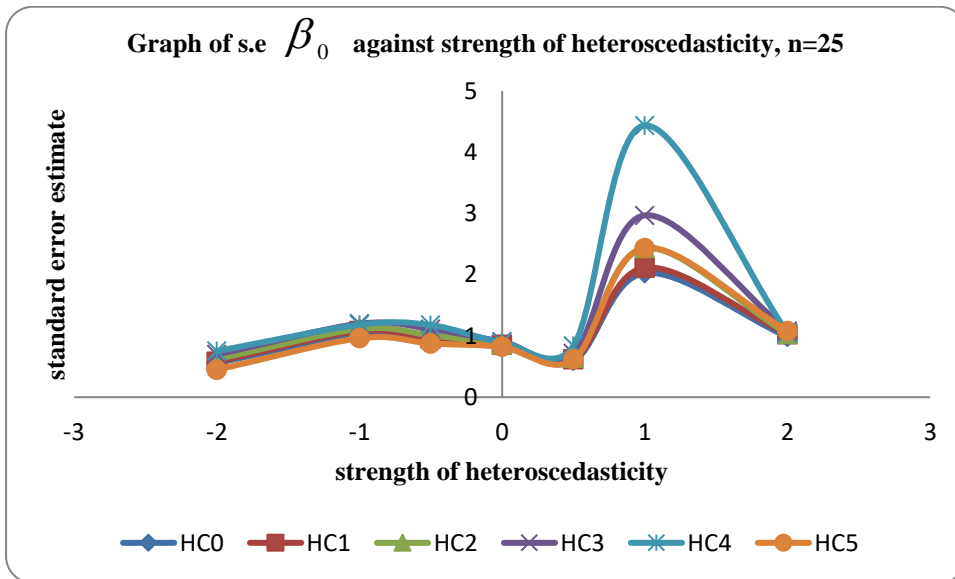 Graph of s.e β0 against strength of heteroscedasticity, n=25
standard error estimate
5
4
3
2
1
0
-3 -2 -1 0 1 2 3
strength of heteroscedasticity
HC0 HC1 HC2 HC3 HC4 HC5